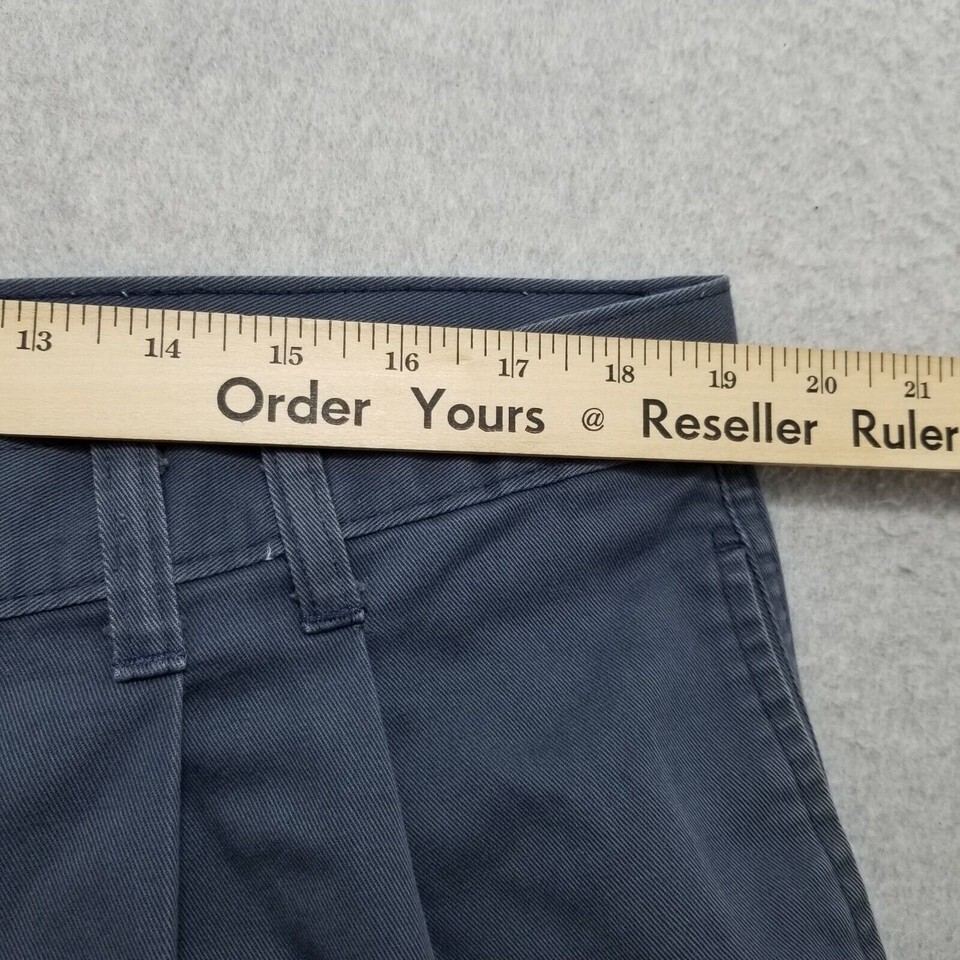 13 14 15 16 17 18 19 20 21
Order Yours @ Reseller Ruler